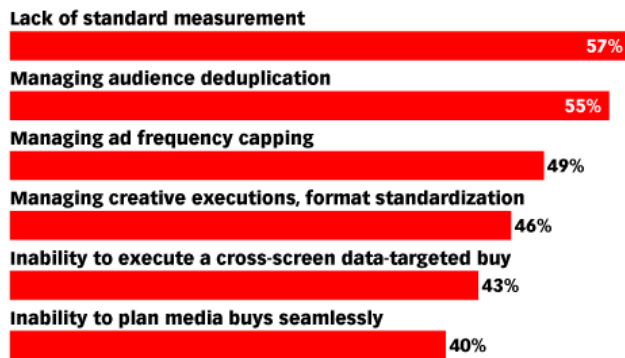 Lack of standard measurement
57%
Managing audience deduplication
55%
Managing ad frequency capping
49%
Managing creative executions, format standardization
46%
Inability to execute a cross-screen data-targeted buy
43%
Inability to plan media buys seamlessly
40%